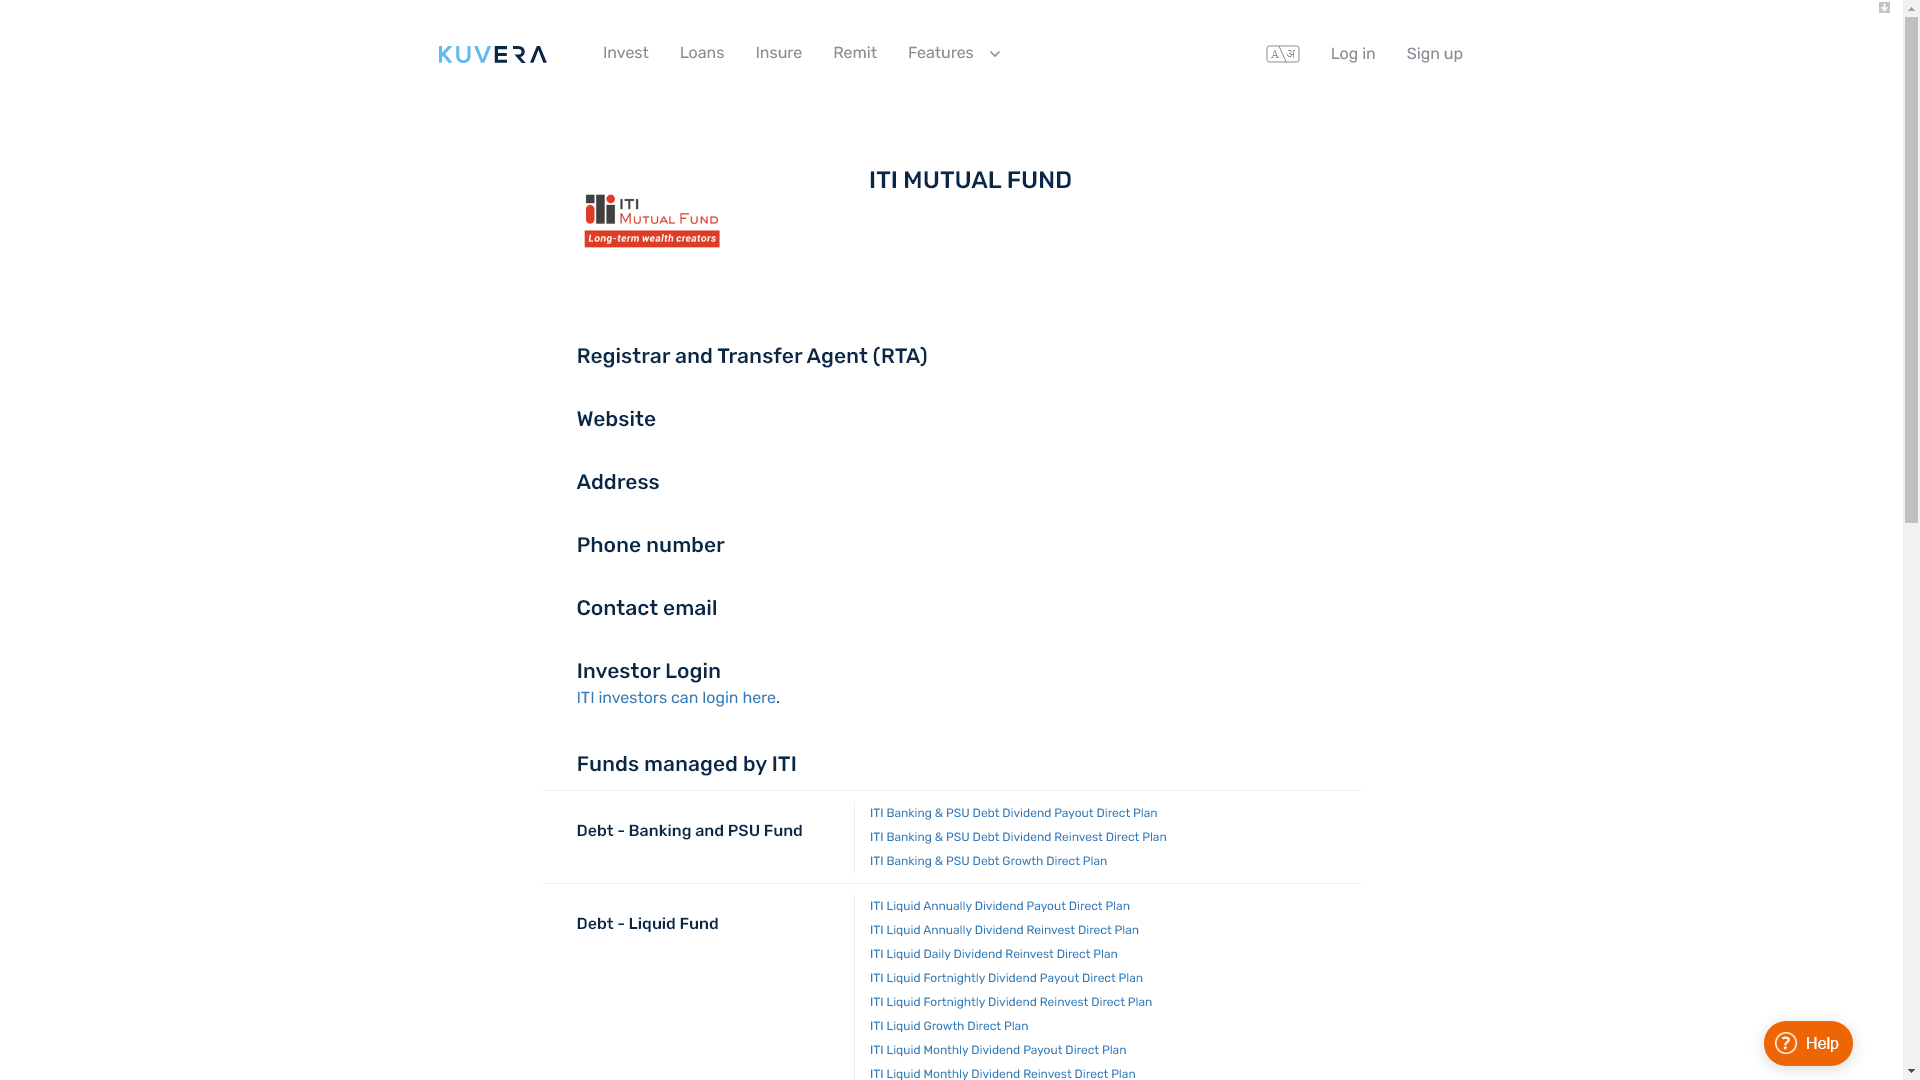 KUVERA Invest Loans Insure Remit Features A अ Log in Sign up
ITI MUTUAL FUND
ITI
MUTUAL FUND
Long-term wealth creators
Registrar and Transfer Agent (RTA)
Website
Address
Phone number
Contact email
Investor Login
ITI investors can login here.
Funds managed by ITI
Debt - Banking and PSU Fund
ITI Banking & PSU Debt Dividend Payout Direct Plan
ITI Banking & PSU Debt Dividend Reinvest Direct Plan
ITI Banking & PSU Debt Growth Direct Plan
Debt - Liquid Fund
ITI Liquid Annually Dividend Payout Direct Plan
ITI Liquid Annually Dividend Reinvest Direct Plan
ITI Liquid Daily Dividend Reinvest Direct Plan
ITI Liquid Fortnightly Dividend Payout Direct Plan
ITI Liquid Fortnightly Dividend Reinvest Direct Plan
ITI Liquid Growth Direct Plan
ITI Liquid Monthly Dividend Payout Direct Plan
ITI Liquid Monthly Dividend Reinvest Direct Plan
? Help